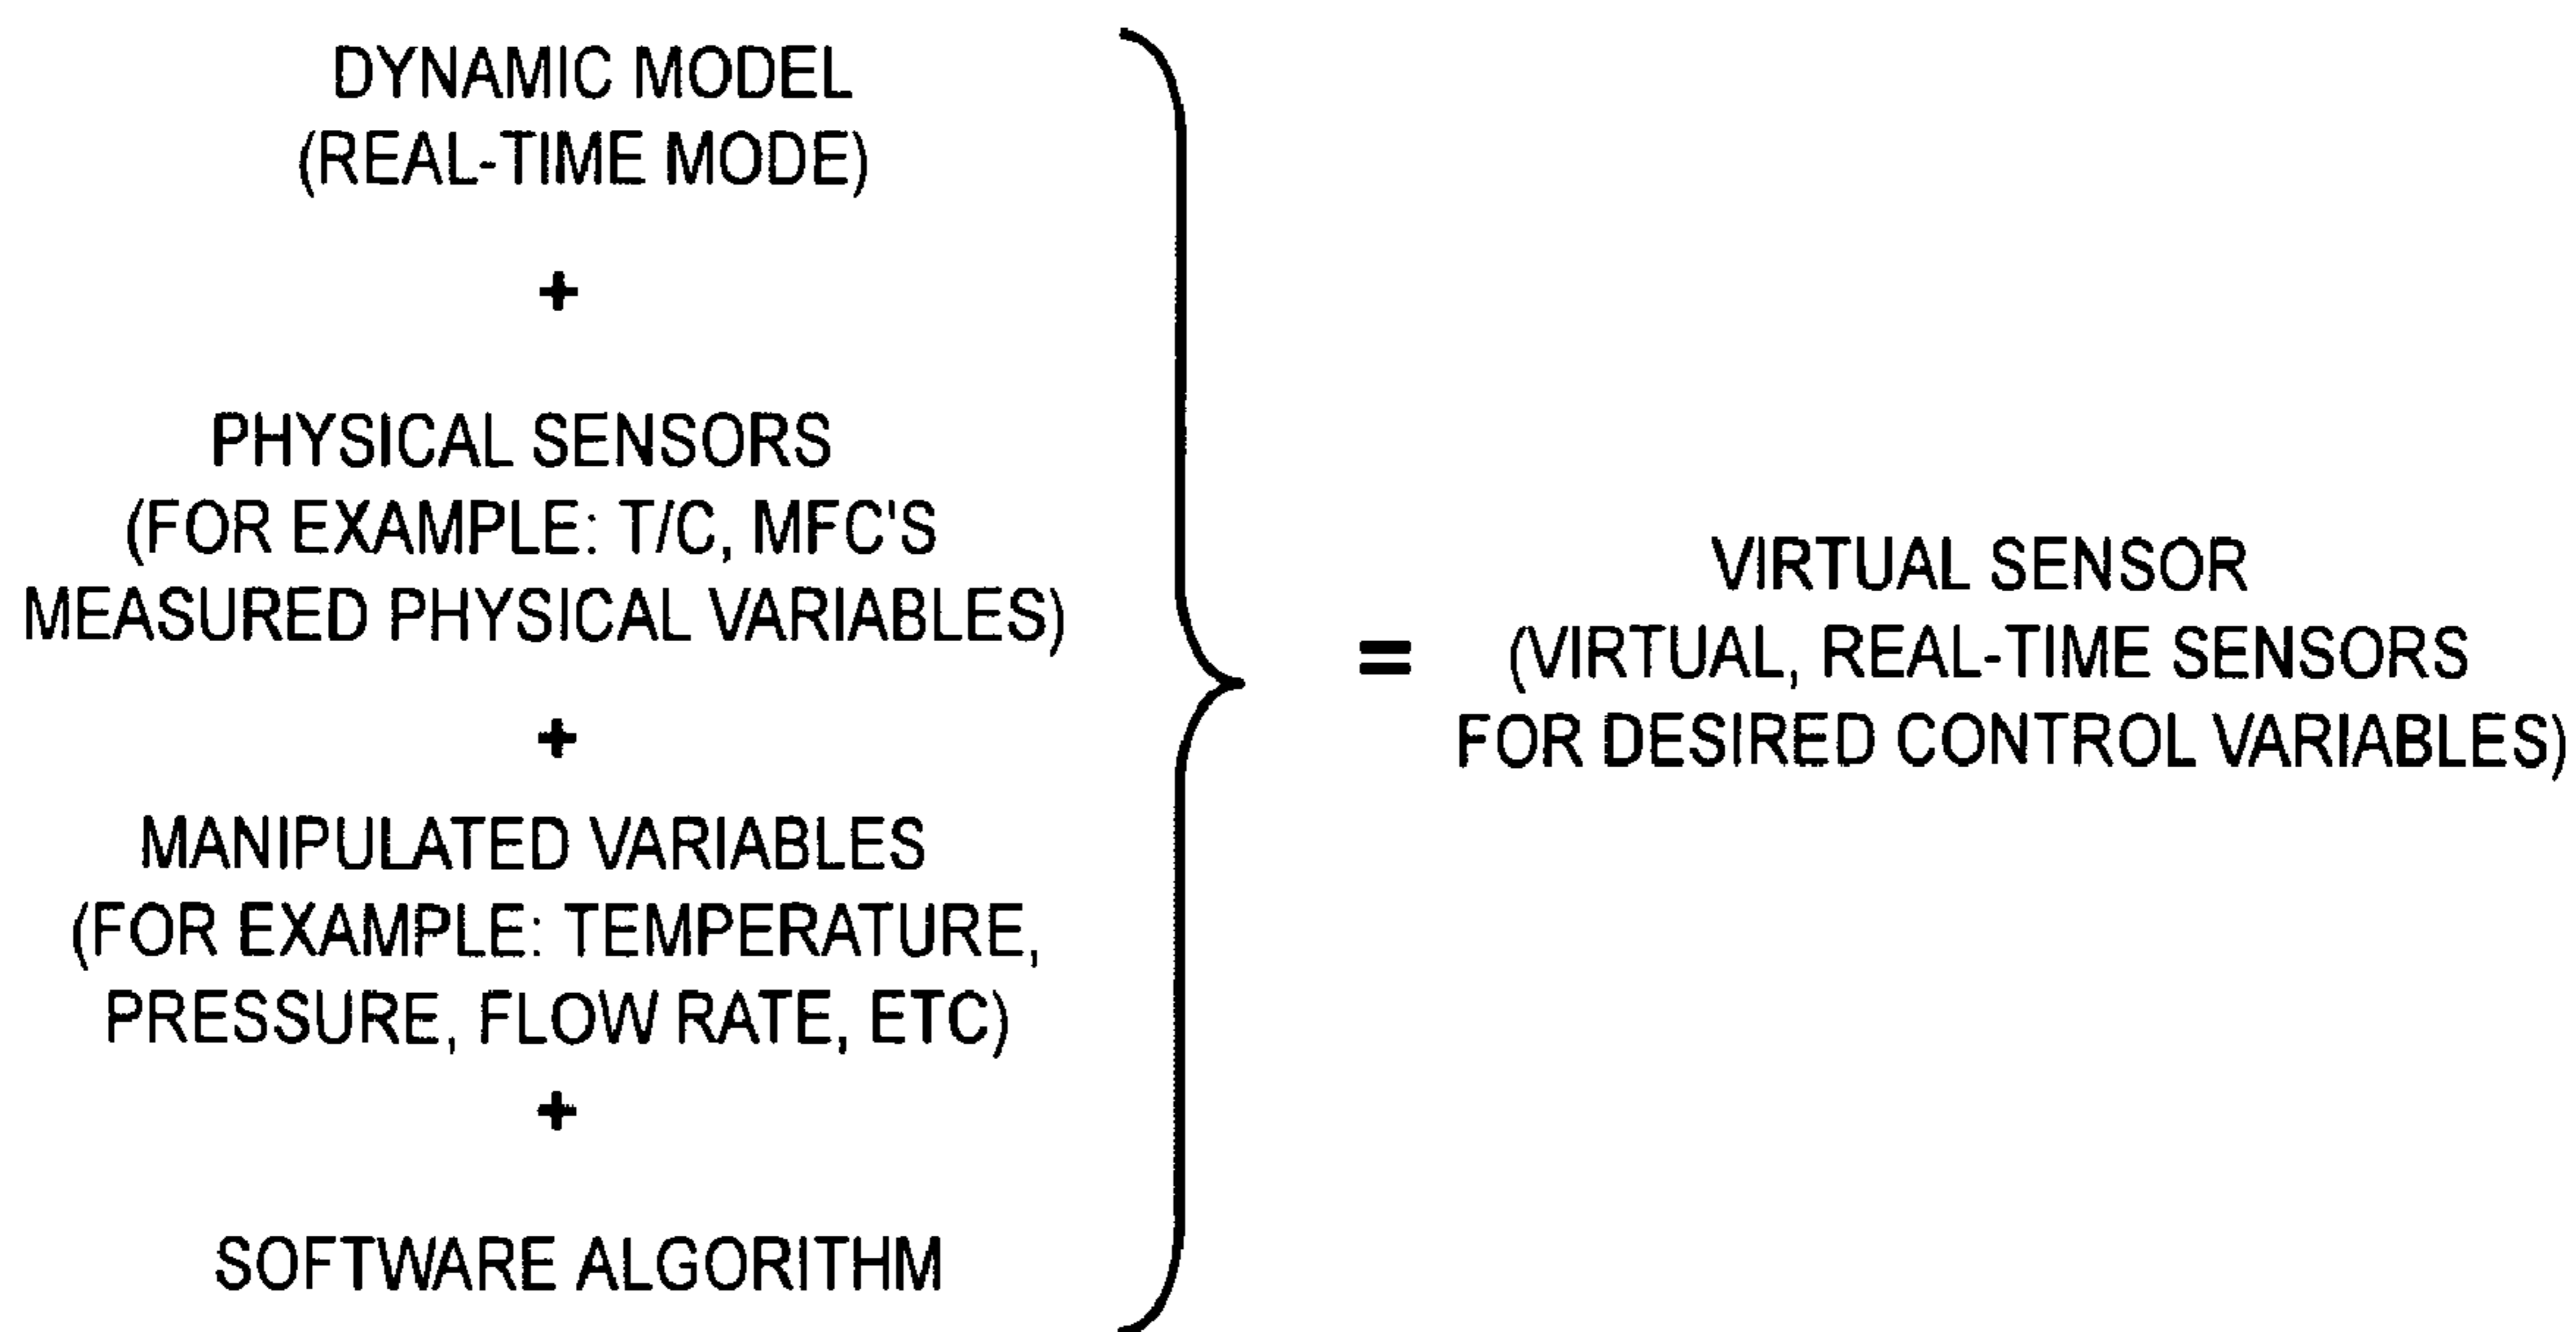 DYNAMIC MODEL
(REAL-TIME MODE)
+
PHYSICAL SENSORS
(FOR EXAMPLE: T/C, MFC'S
MEASURED PHYSICAL VARIABLES)
+
MANIPULATED VARIABLES
(FOR EXAMPLE: TEMPERATURE,
PRESSURE, FLOW RATE, ETC)
+
SOFTWARE ALGORITHM
=
VIRTUAL SENSOR
(VIRTUAL, REAL-TIME SENSORS
FOR DESIRED CONTROL VARIABLES)